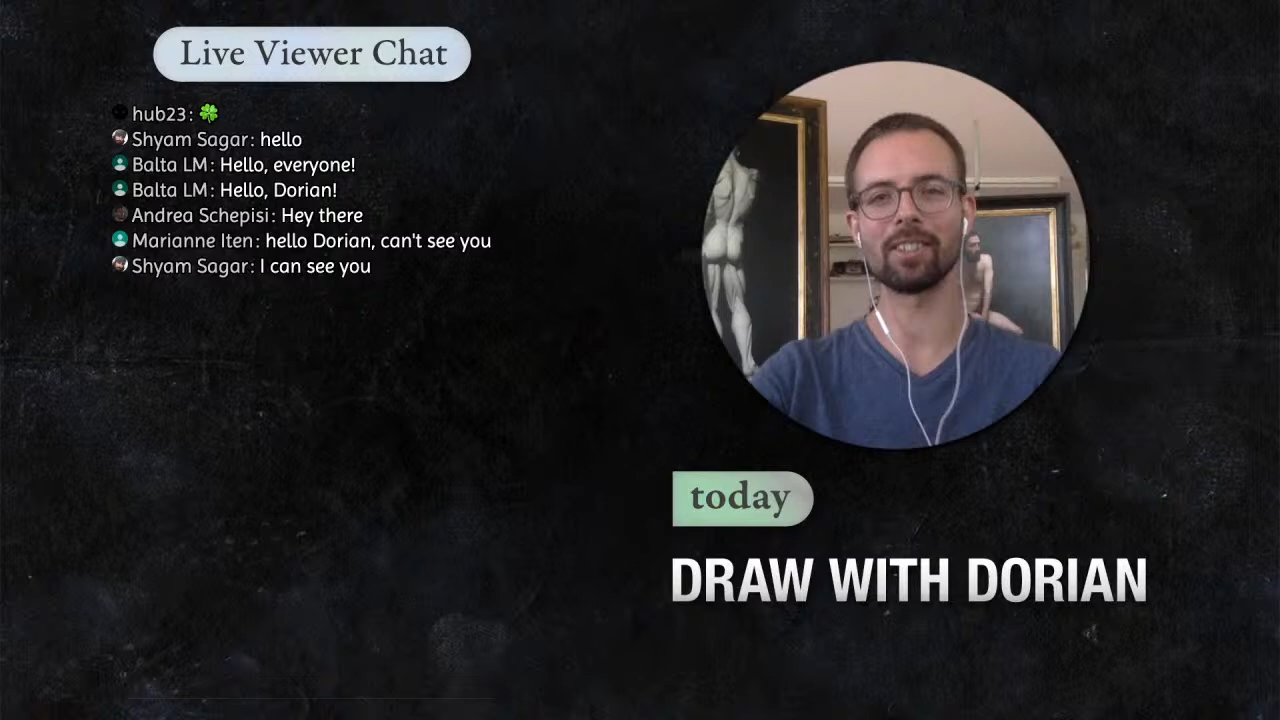 Live Viewer Chat
hub23: 🍀
Shyam Sagar: hello
Balta LM: Hello, everyone!
Balta LM: Hello, Dorian!
Andrea Schepisi: Hey there
Marianne Iten: hello Dorian, can't see you
Shyam Sagar: I can see you
today
DRAW WITH DORIAN